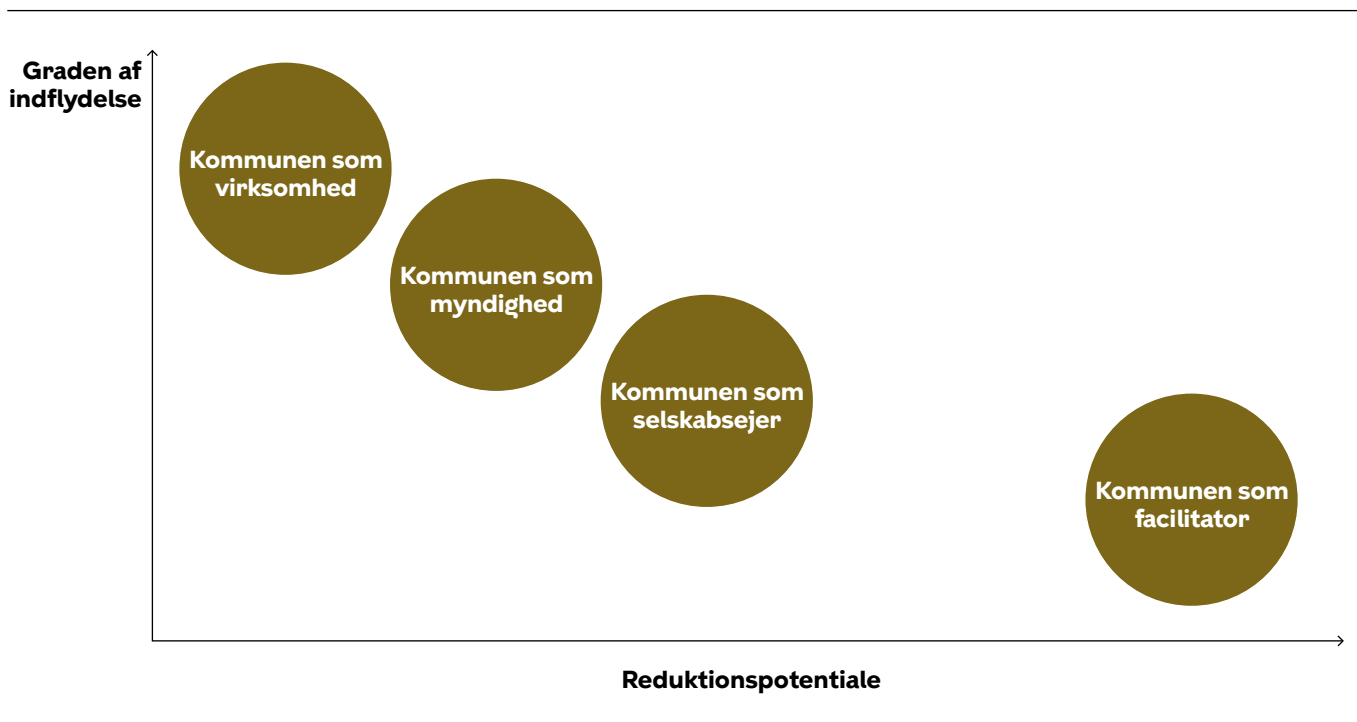 Graden af
indflydelse
Kommunen som
virksomhed
Kommunen som
myndighed
Kommunen som
selskabsejer
Kommunen som
facilitator
Reduktionspotentiale